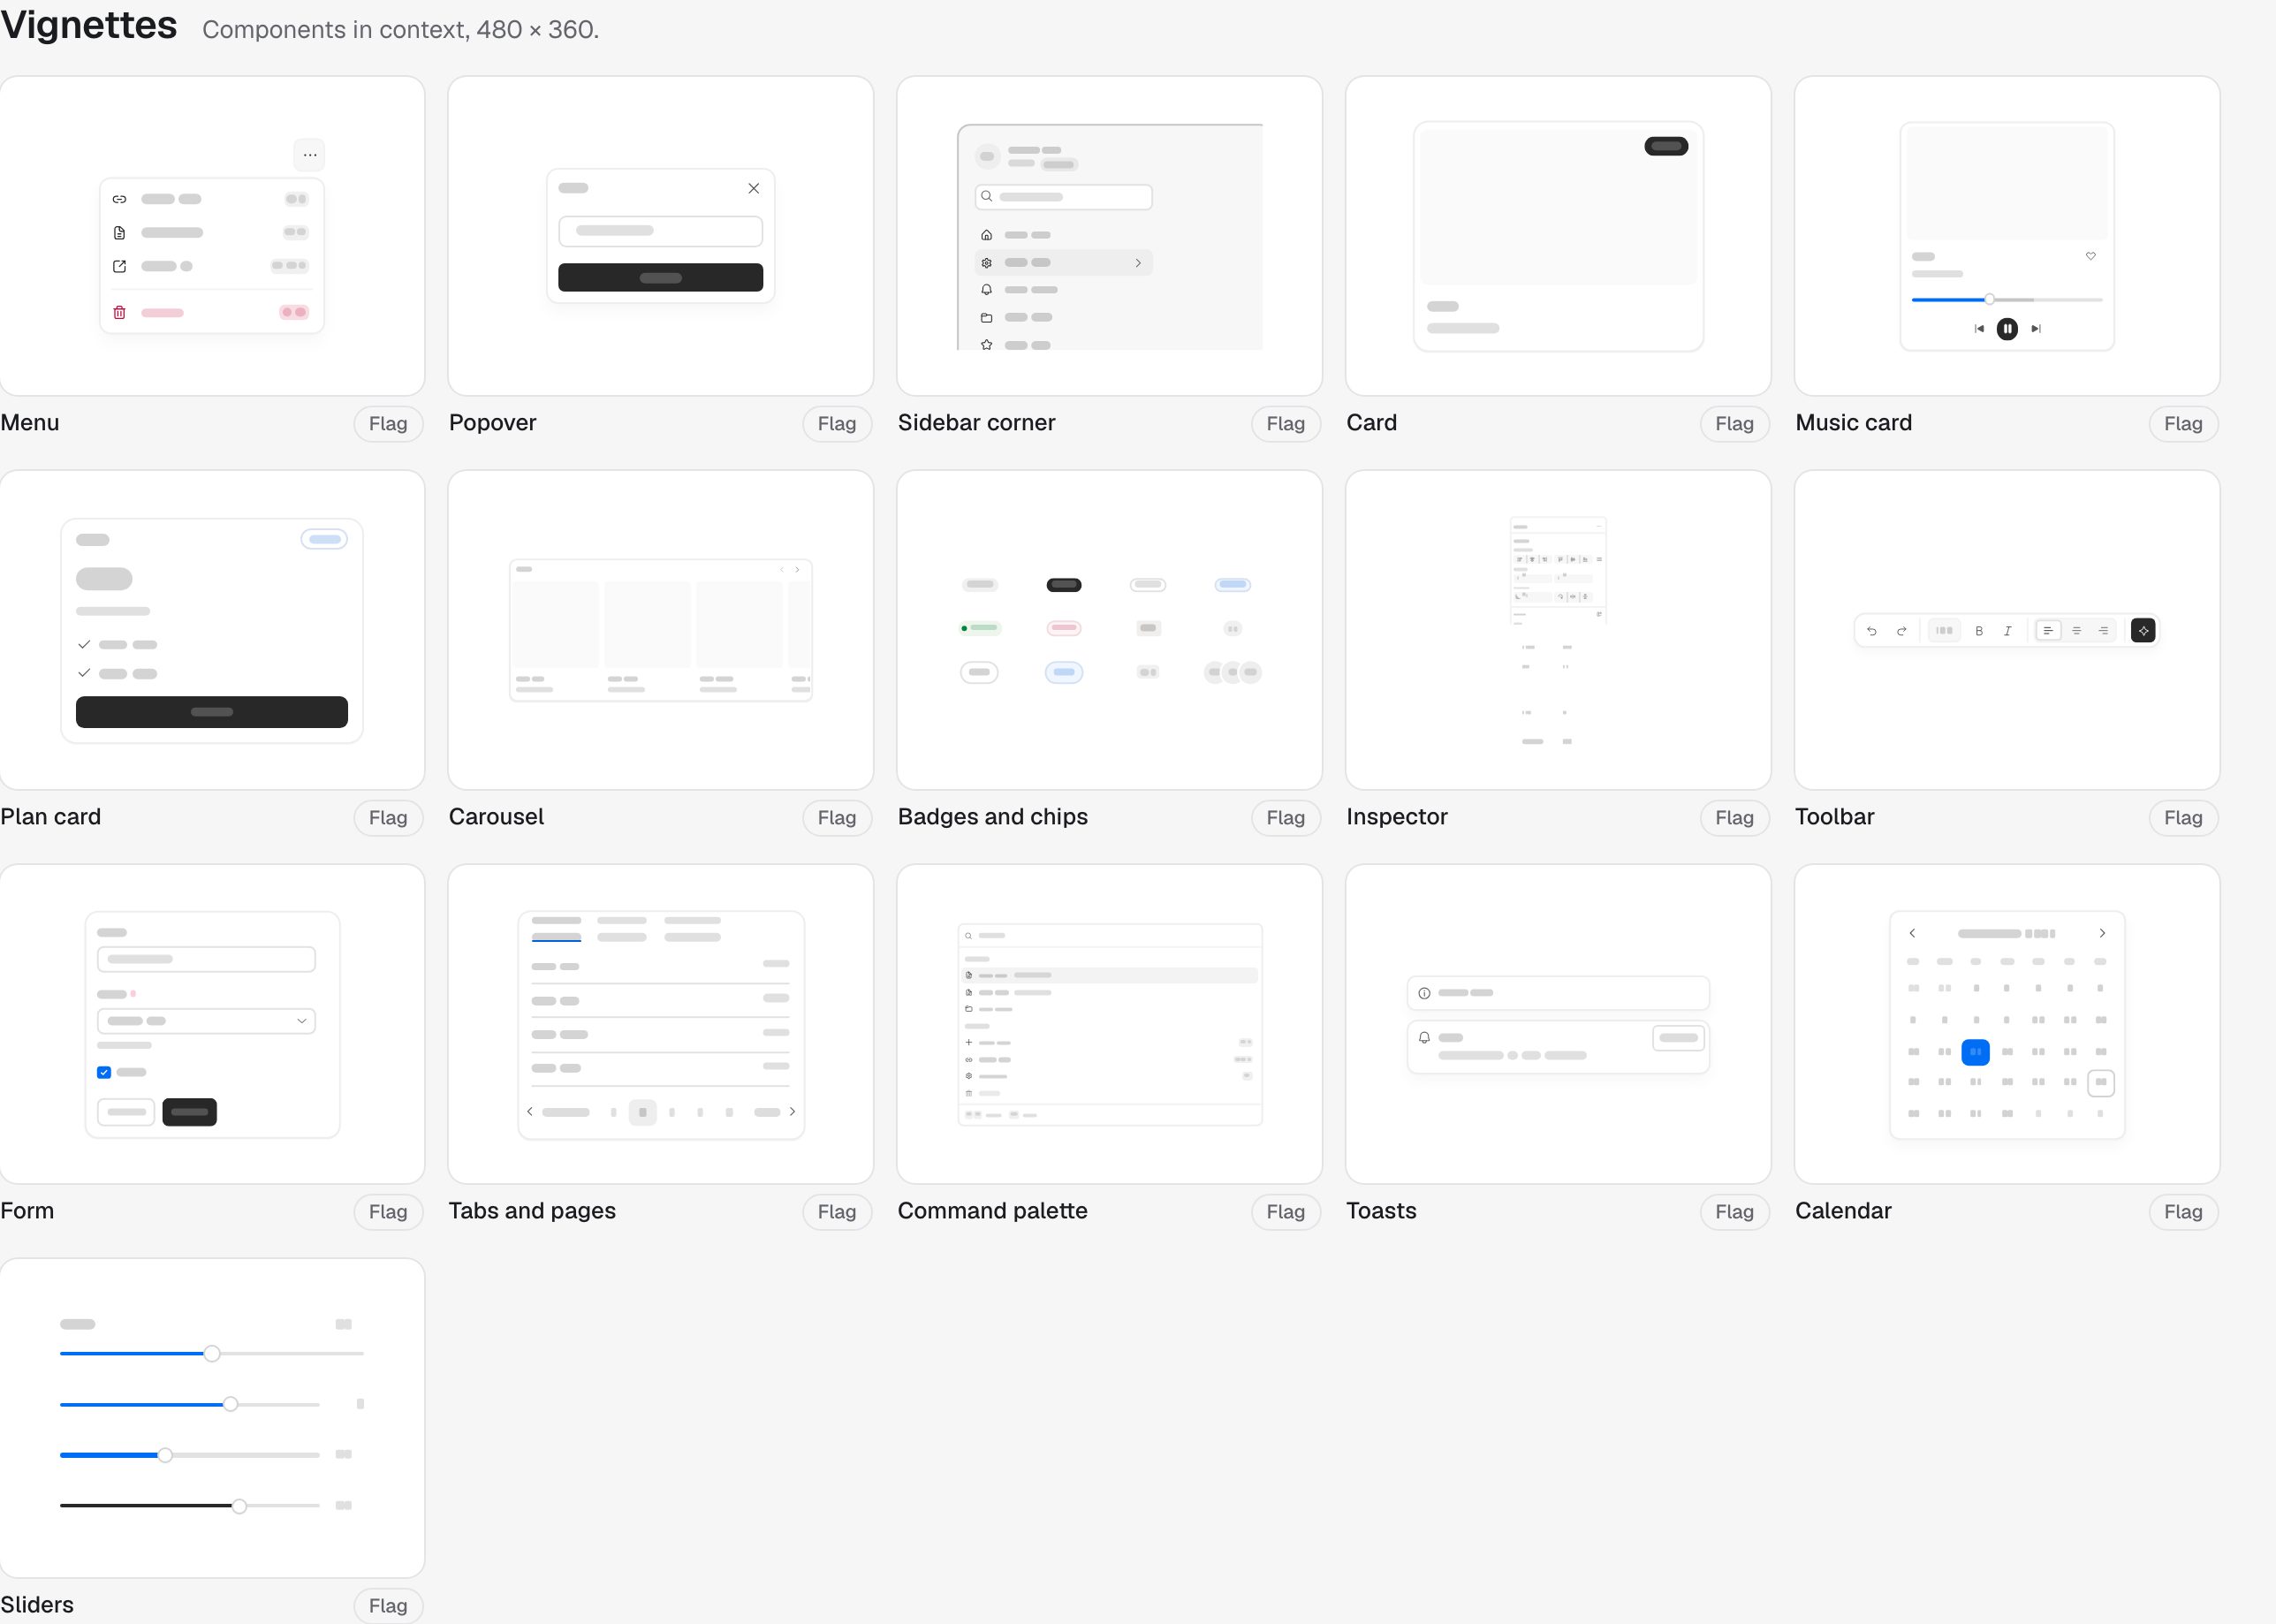 Vignettes Components in context, 480 × 360.
Menu Flag Popover Flag Sidebar corner Flag Card Flag Music card Flag
B I
Plan card Flag Carousel Flag Badges and chips Flag Inspector Flag Toolbar Flag
Form Flag Tabs and pages Flag Command palette Flag Toasts Flag Calendar Flag
Sliders Flag